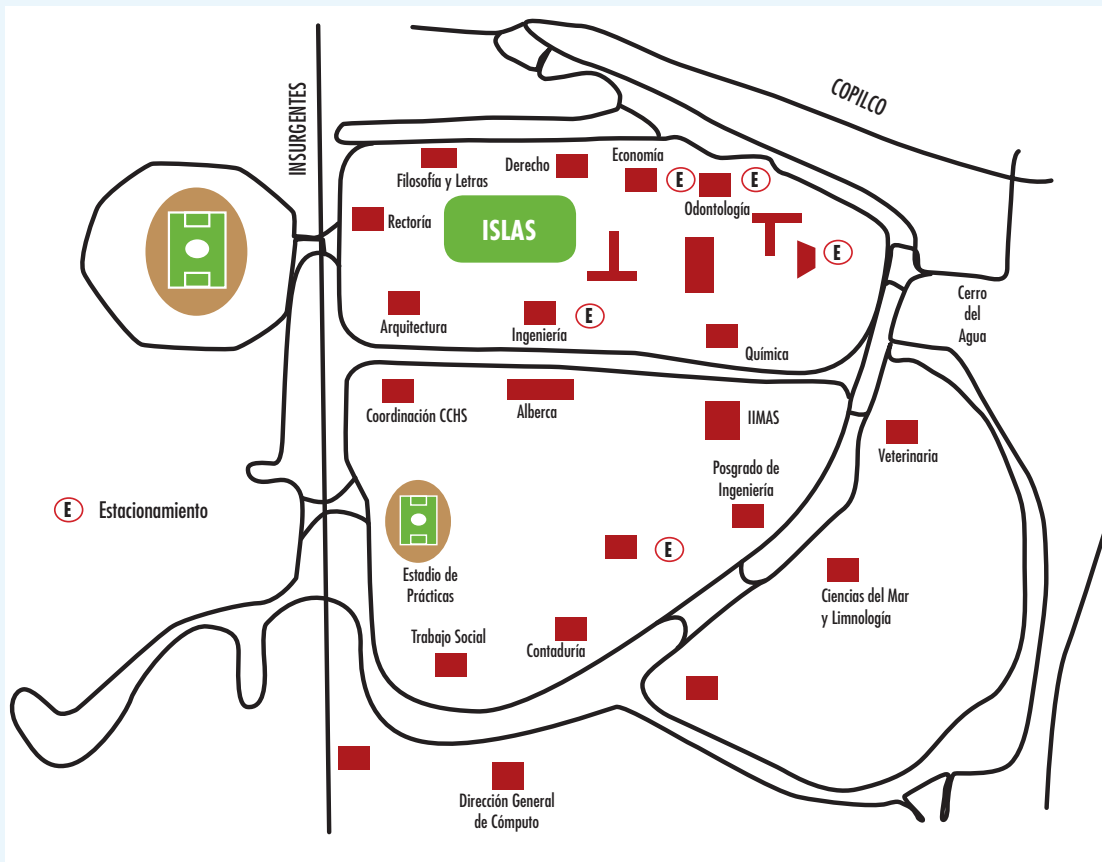 COPILCO
INSURGENTES
Filosofía y Letras
Derecho
Economía
E
E
Odontología
Rectoría
ISLAS
E
Arquitectura
Ingeniería
E
Química
Cerro
del
Agua
Coordinación CCHS
Alberca
IIMAS
Veterinaria
Posgrado de
Ingeniería
E Estacionamiento
E
Estadio de
Prácticas
Ciencias del Mar
y Limnología
Trabajo Social
Contaduría
Dirección General
de Cómputo